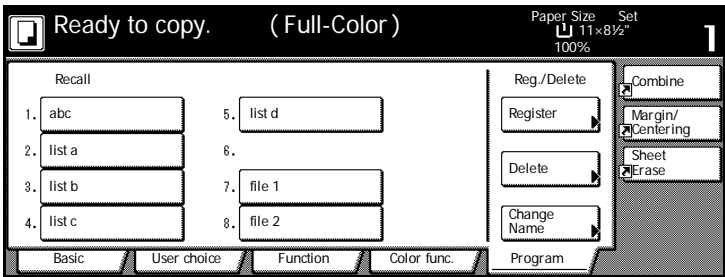 Ready to copy. (Full-Color)
Paper Size Set
11×8½"
100%
1
Recall
1. abc
2. list a
3. list b
4. list c
5. list d
6.
7. file 1
8. file 2
Reg./Delete
Register
Delete
Change
Name
Combine
Margin/
Centering
Sheet
Erase
Basic
User choice
Function
Color func.
Program